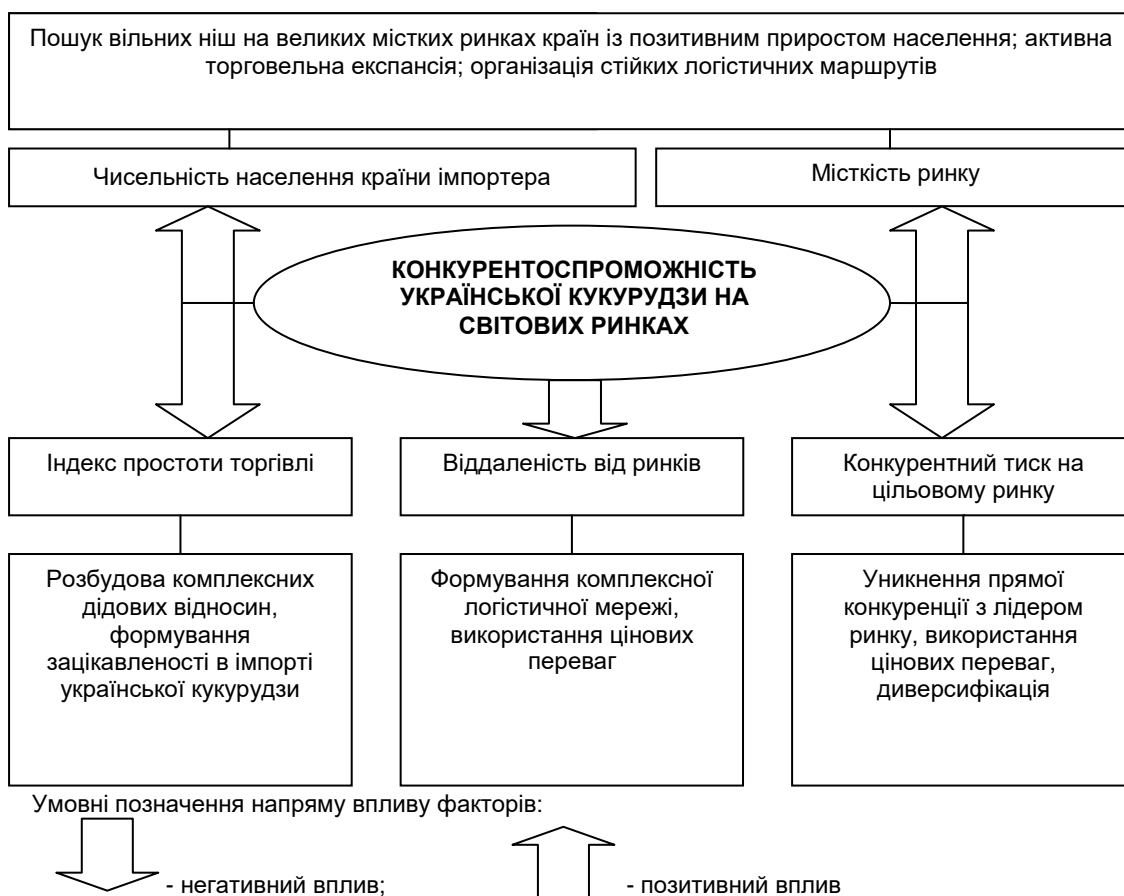 Пошук вільних ніш на великих містких ринках країн із позитивним приростом населення; активна
торговельна експансія; організація стійких логістичних маршрутів
Чисельність населення країни імпортера
Місткість ринку
КОНКУРЕНТОСПРОМОЖНІСТЬ
УКРАЇНСЬКОЇ КУКУРУДЗИ НА
СВІТОВИХ РИНКАХ
Індекс простоти торгівлі
Віддаленість від ринків
Конкурентний тиск на
цільовому ринку
Розбудова комплексних
дідових відносин,
формування
зацікавленості в імпорті
української кукурудзи
Формування комплексної
логістичної мережі,
використання цінових
переваг
Уникнення прямої
конкуренції з лідером
ринку, використання
цінових переваг,
диверсифікація
Умовні позначення напряму впливу факторів:
- негативний вплив;
- позитивний вплив